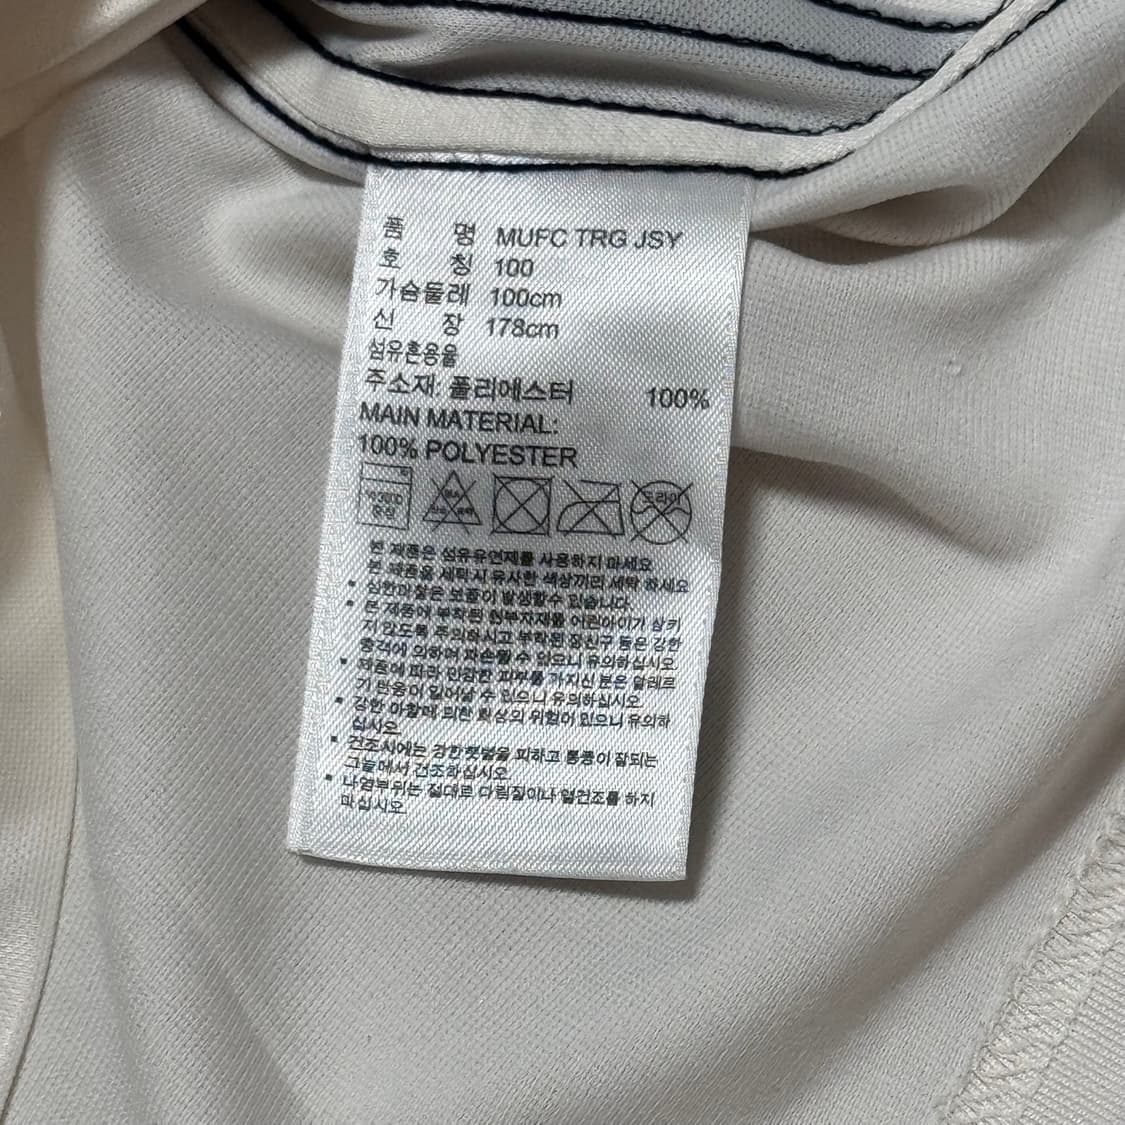 품 명 MUFC TRG JSY
호 칭 100
가슴둘레 100cm
신 장 178cm
섬유혼용율
주소재: 폴리에스터 100%
MAIN MATERIAL:
100% POLYESTER
드라이
본 제품은 섬유유연제를 사용하지 마세요
본 제품을 세탁시 유사한 색상끼리 세탁 하세요
▪ 심한마찰은 보풀이 발생할수 있습니다.
▪ 본 제품에 부착된 원부자재를 어린아이가 삼키
지 않도록 주의하시고 부착된 장신구 등은 강한
충격에 의하여 파손될 수 있으니 유의하십시오
▪ 제품에 따라 민감한 피부를 가지신 분은 알레르
기 반응이 일어날 수 있으니 유의하십시오
▪ 강한 마찰에 의한 화상의 위험이 있으니 유의하
십시오
▪ 건조시에는 강한햇볕을 피하고 통풍이 잘되는
그늘에서 건조하십시오
▪ 나염부위는 절대로 다림질이나 열건조를 하지
마십시오